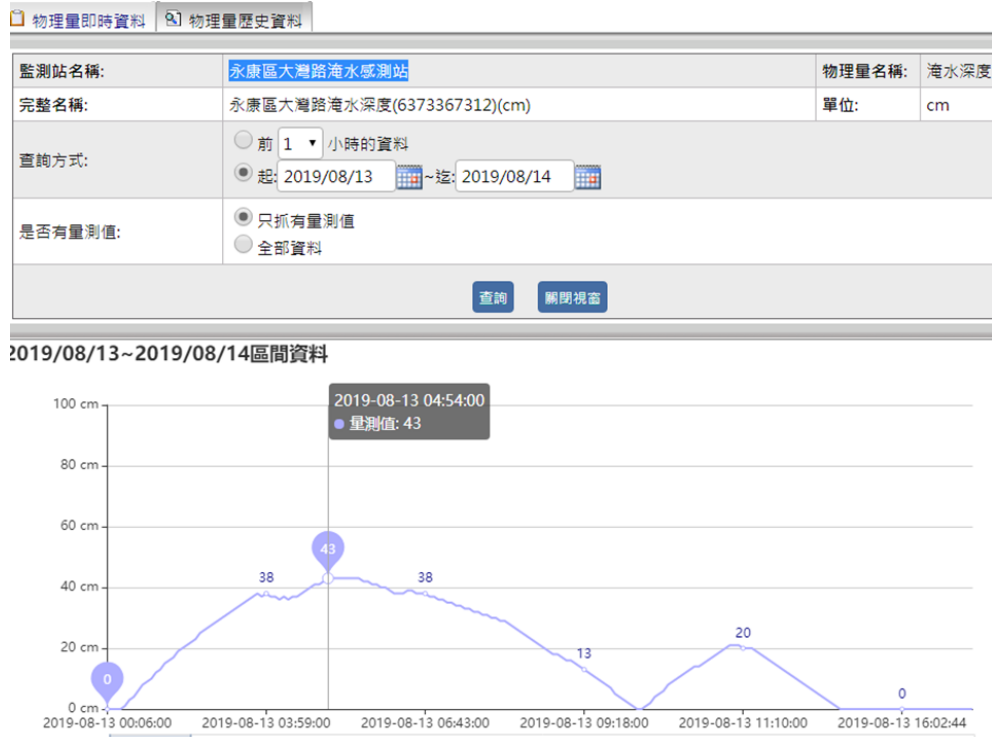 物理量即時資料 物理量歷史資料
監測站名稱: 永康區大灣路淹水感測站 物理量名稱: 淹水深度
完整名稱: 永康區大灣路淹水深度(6373367312)(cm) 單位: cm
查詢方式:
前 1 小時的資料
起: 2019/08/13 ~迄: 2019/08/14
是否有量測值:
只抓有量測值
全部資料
查詢 關閉視窗
2019/08/13~2019/08/14區間資料
2019-08-13 04:54:00
量測值: 43
100 cm
80 cm
60 cm
43
38
38
40 cm
20
20 cm
13
0
0
0 cm
2019-08-13 00:06:00 2019-08-13 03:59:00 2019-08-13 06:43:00 2019-08-13 09:18:00 2019-08-13 11:10:00 2019-08-13 16:02:44